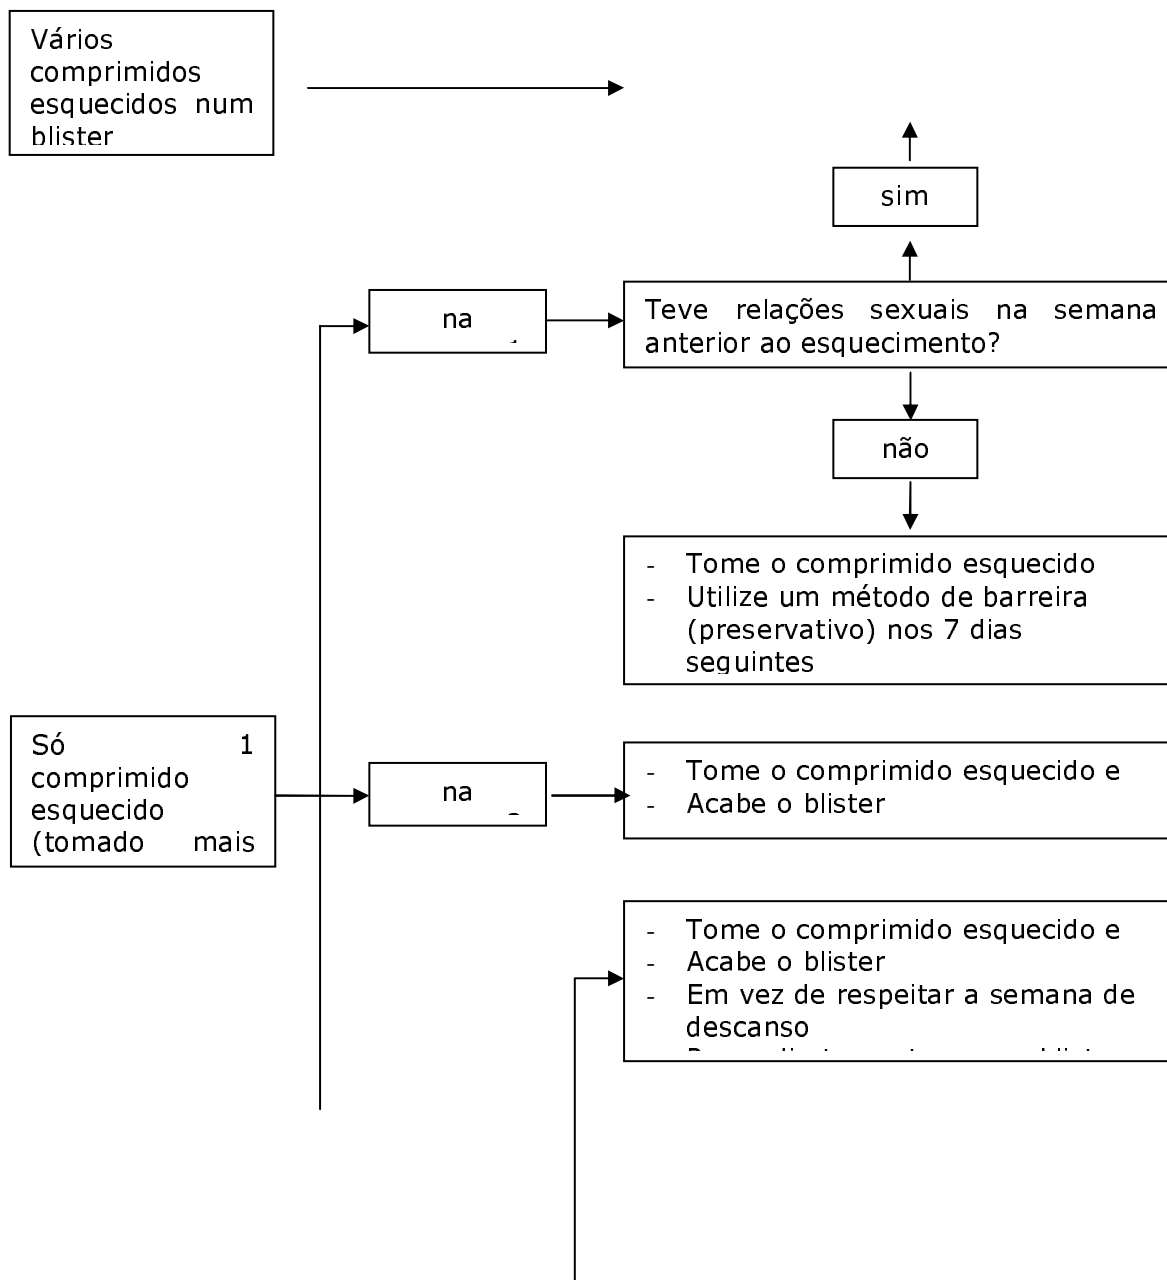 Vários
comprimidos
esquecidos num
blister
sim
na
Teve relações sexuais na semana
anterior ao esquecimento?
não
- Tome o comprimido esquecido
- Utilize um método de barreira
(preservativo) nos 7 dias
seguintes
Só 1
comprimido
esquecido
(tomado mais
na
- Tome o comprimido esquecido e
- Acabe o blister
- Tome o comprimido esquecido e
- Acabe o blister
- Em vez de respeitar a semana de
descanso